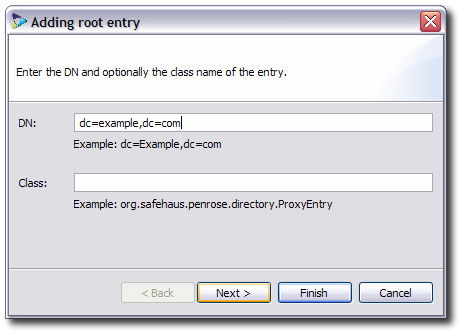 Adding root entry
Enter the DN and optionally the class name of the entry.
DN: dc=example,dc=com
Example: dc=Example,dc=com
Class:
Example: org.safehaus.penrose.directory.ProxyEntry
< Back Next > Finish Cancel